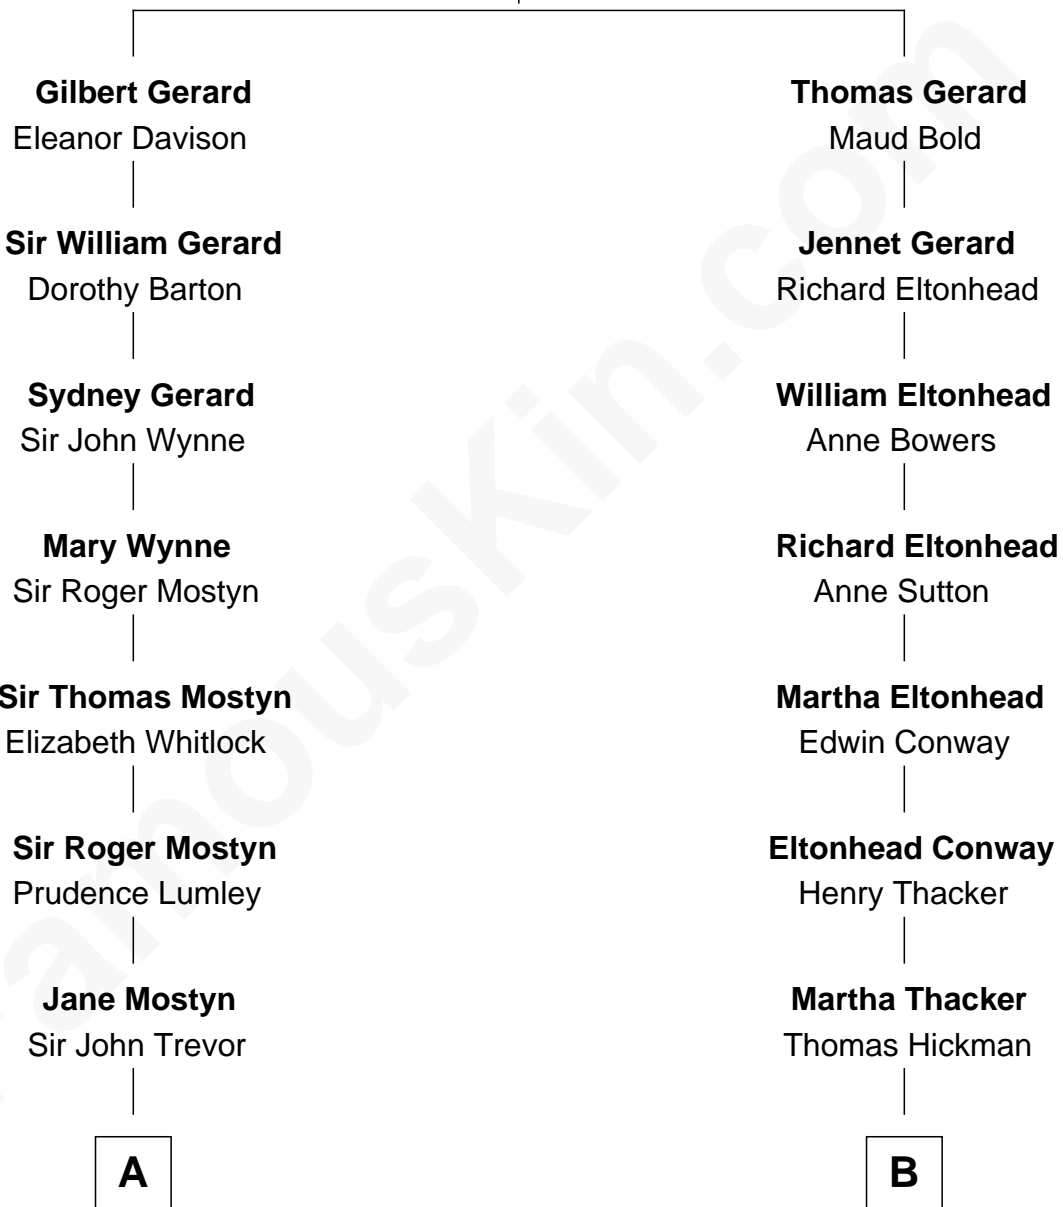 Gilbert Gerard
Eleanor Davison
Thomas Gerard
Maud Bold
Sir William Gerard
Dorothy Barton
Jennet Gerard
Richard Eltonhead
Sydney Gerard
Sir John Wynne
William Eltonhead
Anne Bowers
Mary Wynne
Sir Roger Mostyn
Richard Eltonhead
Anne Sutton
Sir Thomas Mostyn
Elizabeth Whitlock
Martha Eltonhead
Edwin Conway
Sir Roger Mostyn
Prudence Lumley
Eltonhead Conway
Henry Thacker
Jane Mostyn
Sir John Trevor
Martha Thacker
Thomas Hickman
A
B
FamousKin.com